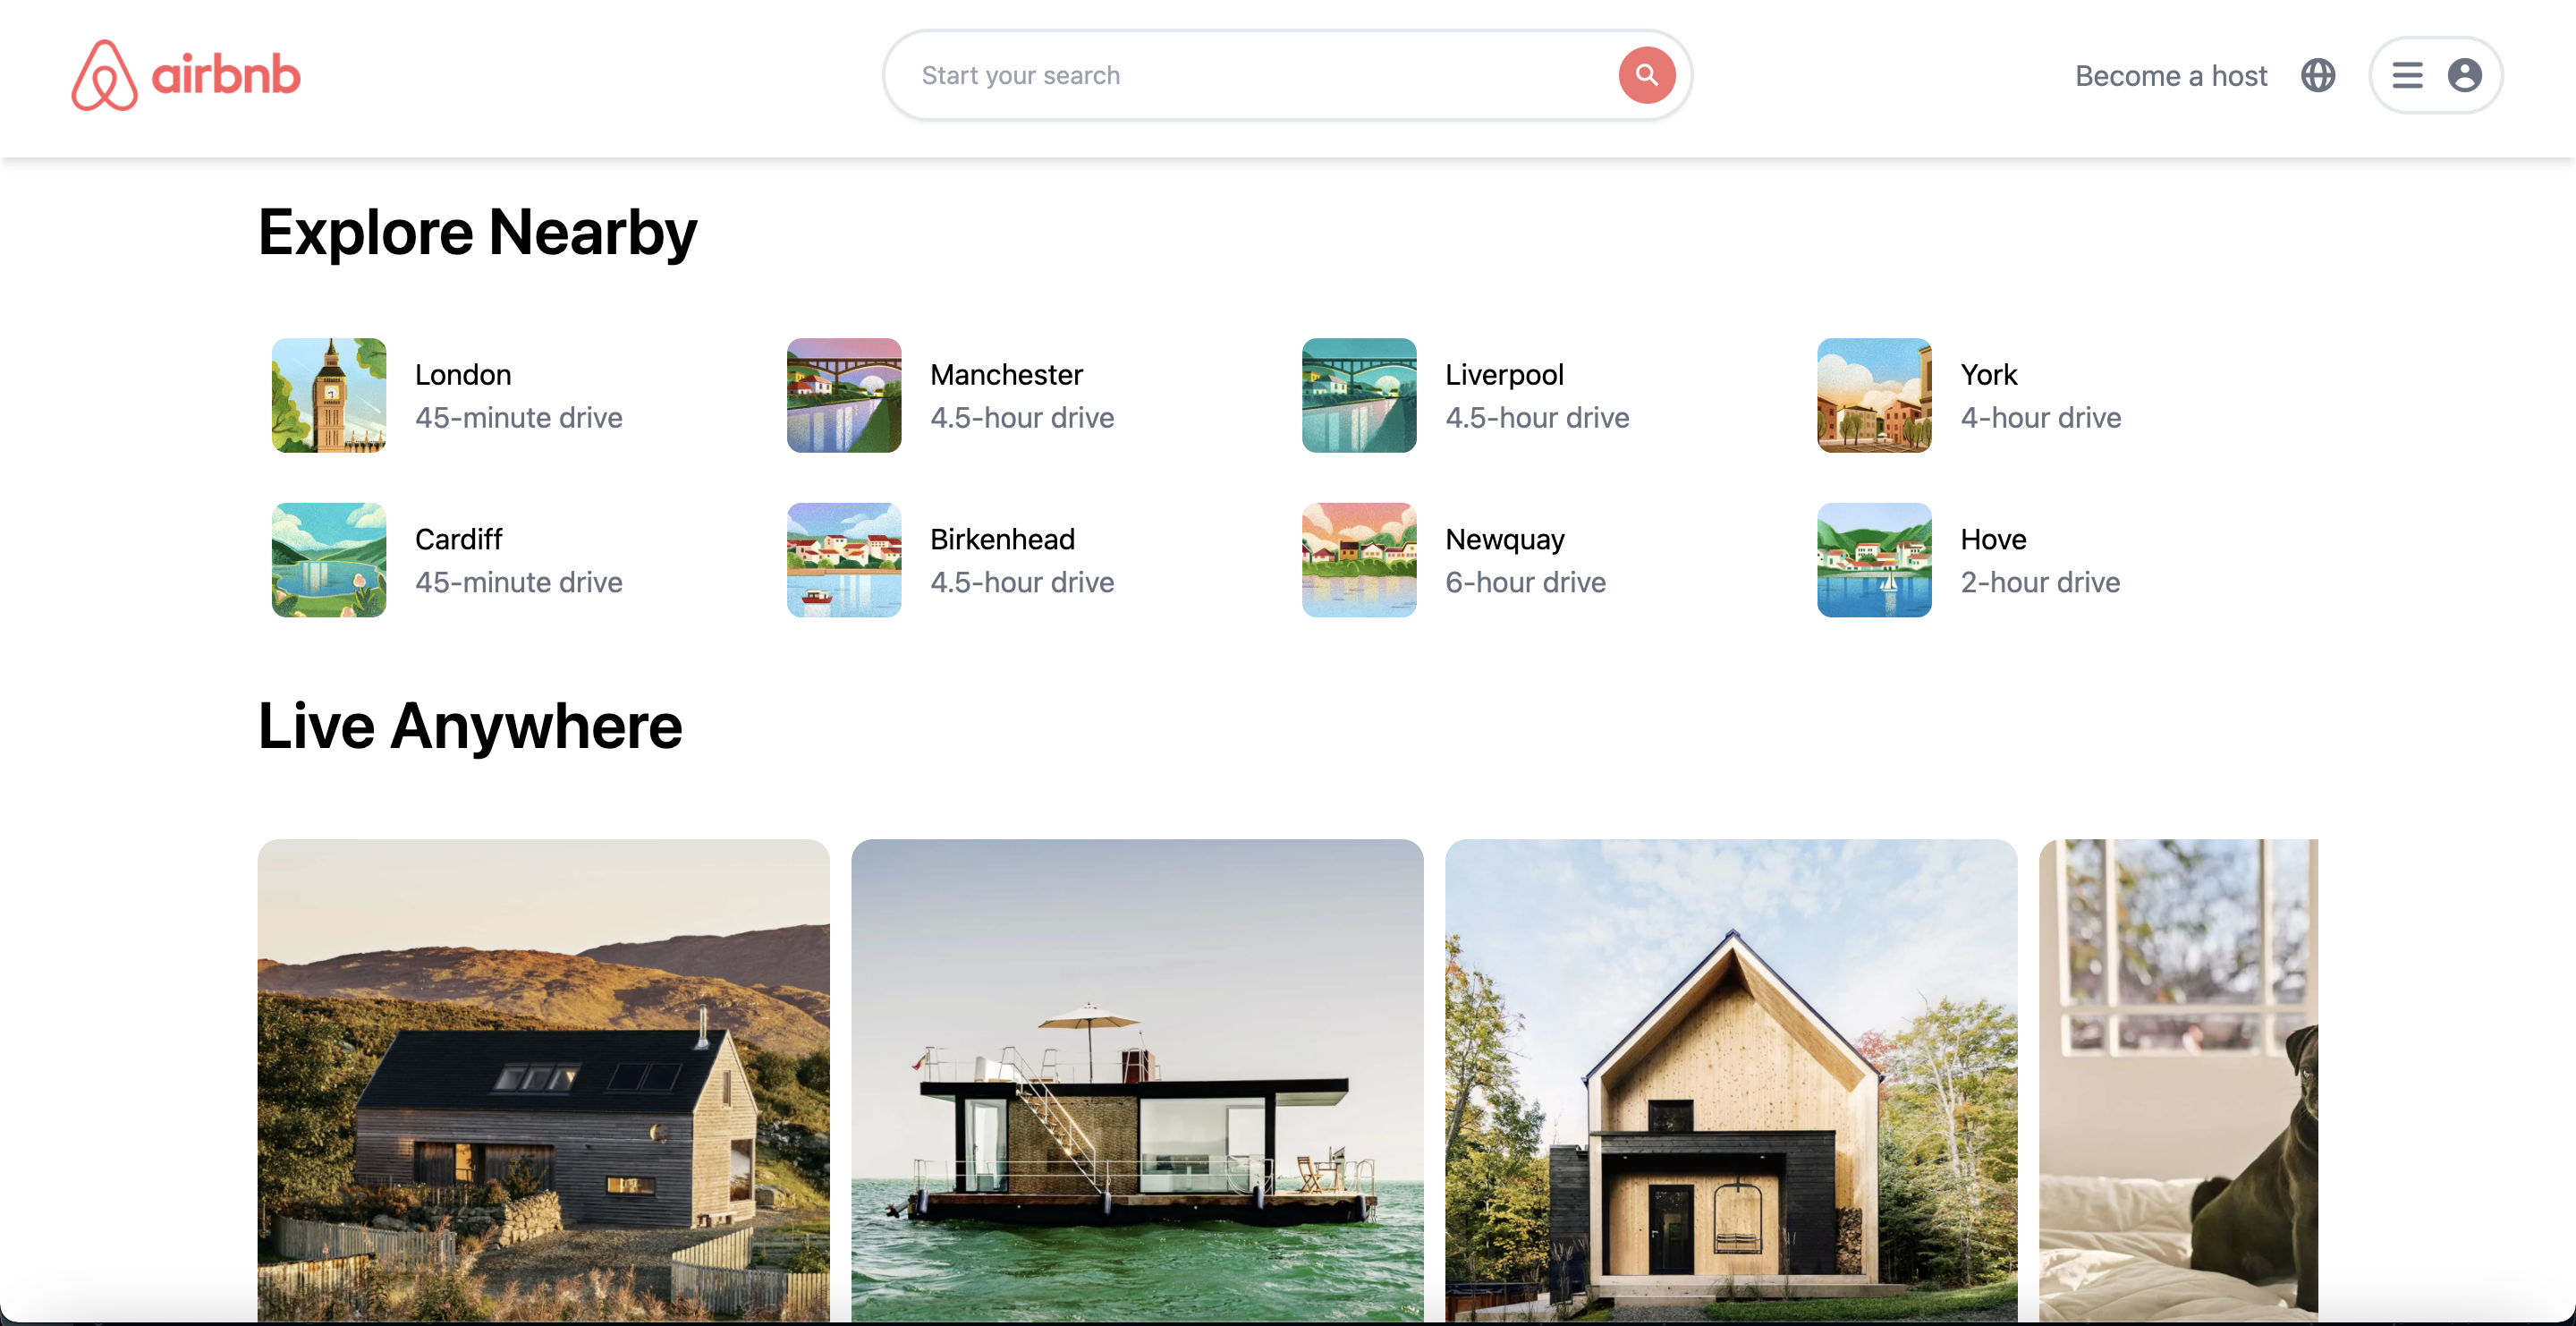 airbnb
Start your search
Become a host
Explore Nearby
London
45-minute drive
Manchester
4.5-hour drive
Liverpool
4.5-hour drive
York
4-hour drive
Cardiff
45-minute drive
Birkenhead
4.5-hour drive
Newquay
6-hour drive
Hove
2-hour drive
Live Anywhere